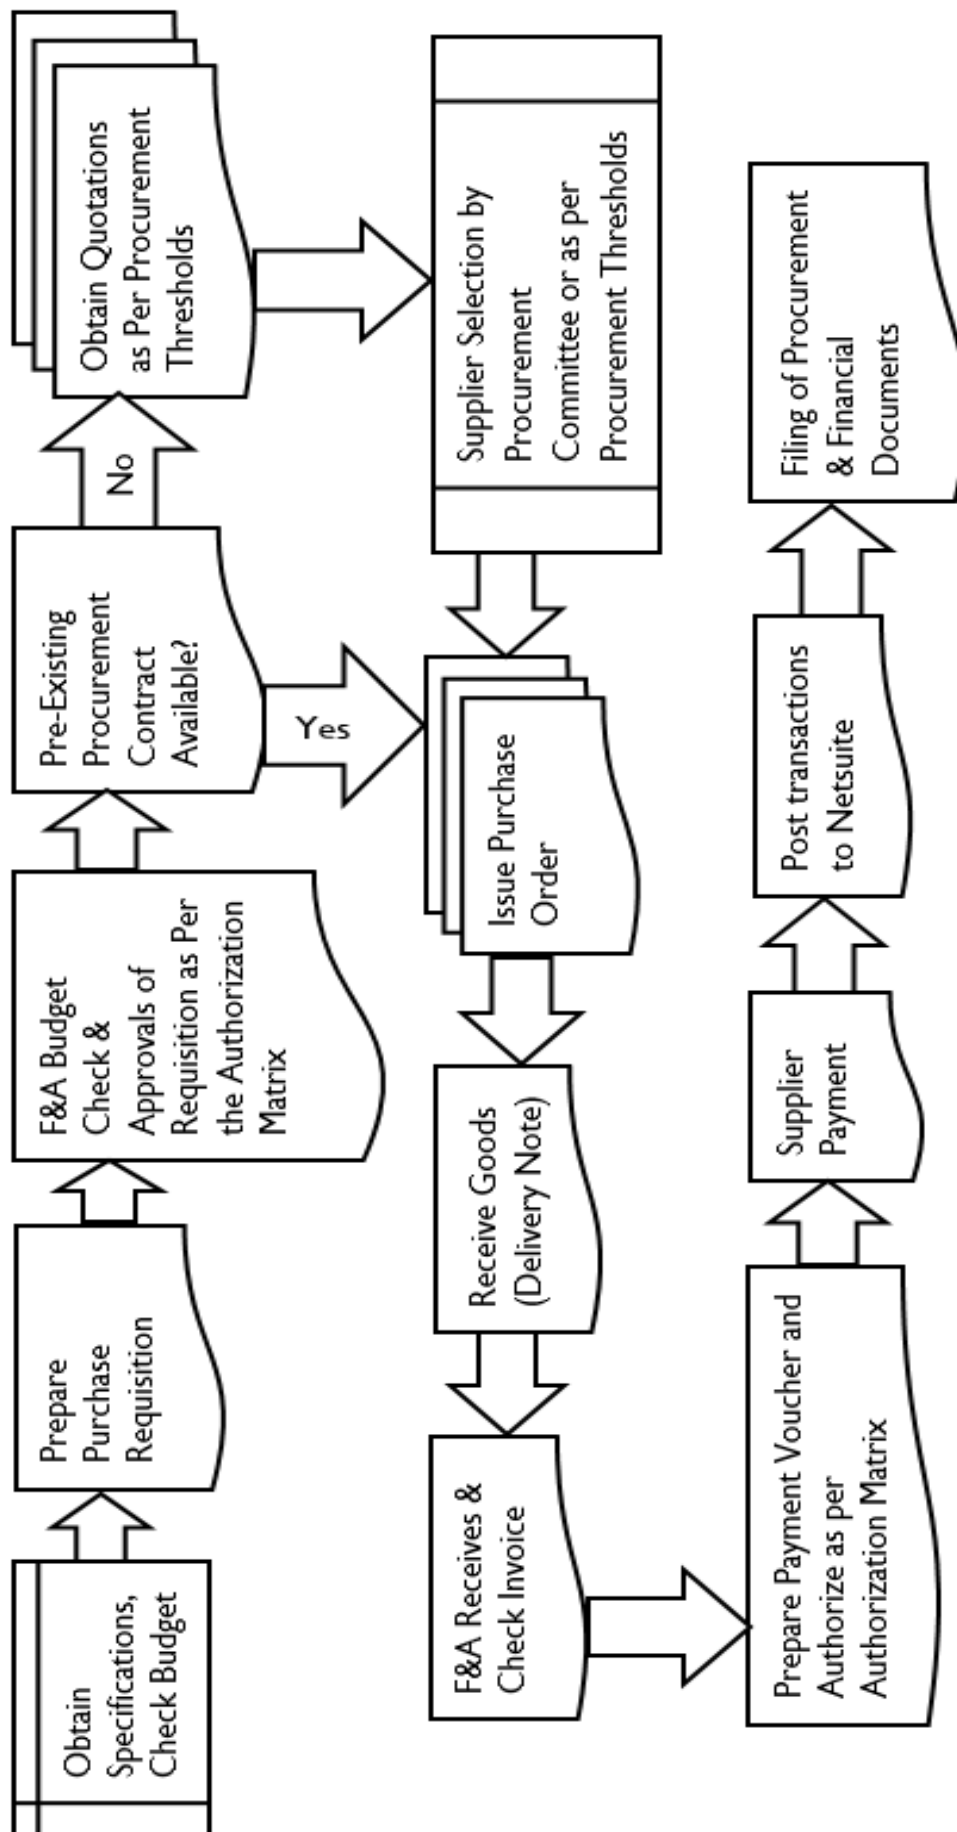 Obtain
Specifications,
Check Budget
Prepare
Purchase
Requisition
F&A Budget
Check &
Approvals of
Requisition as Per
the Authorization
Matrix
Pre-Existing
Procurement
Contract
Available?
No
Obtain Quotations
as Per Procurement
Thresholds
Yes
Supplier Selection by
Procurement
Committee or as per
Procurement Thresholds
Issue Purchase
Order
Receive Goods
(Delivery Note)
F&A Receives &
Check Invoice
Prepare Payment Voucher and
Authorize as per
Authorization Matrix
Supplier
Payment
Post transactions
to Netsuite
Filing of Procurement
& Financial
Documents